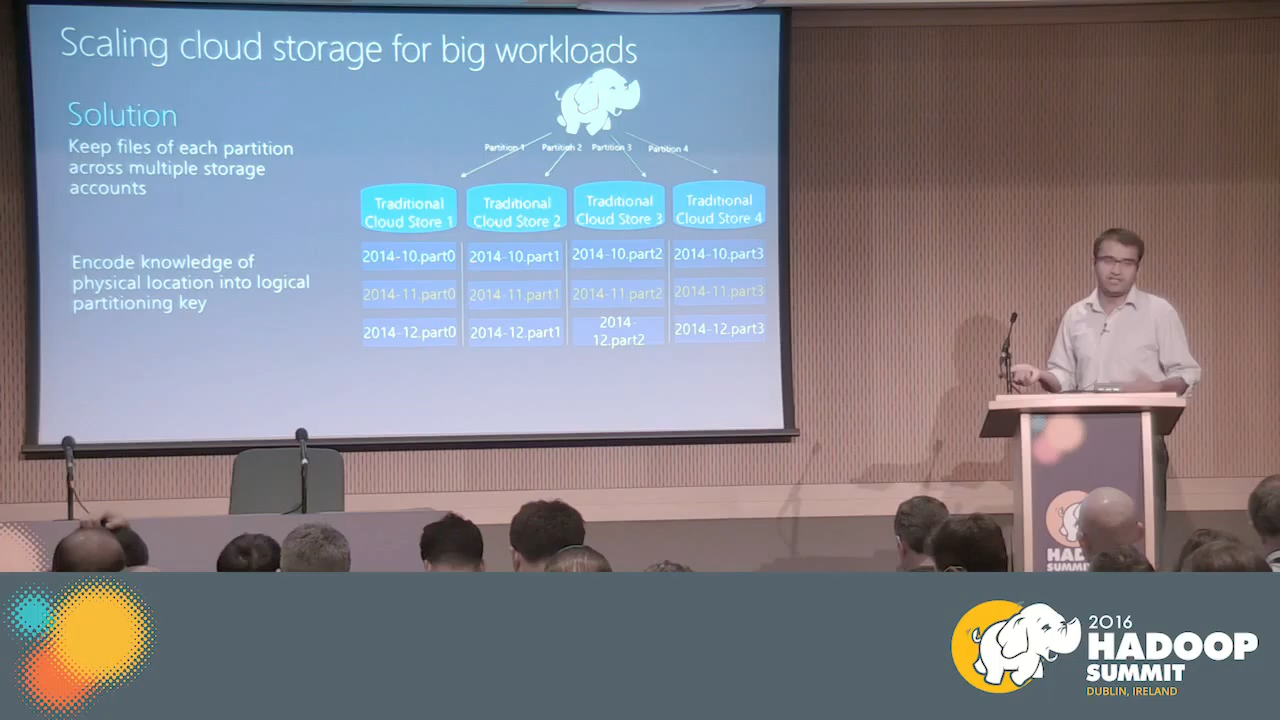 Scaling cloud storage for big workloads
Solution
Keep files of each partition
across multiple storage
accounts
Encode knowledge of
physical location into logical
partitioning key
Partition 1 Partition 2 Partition 3 Partition 4
Traditional Cloud Store 1
Traditional Cloud Store 2
Traditional Cloud Store 3
Traditional Cloud Store 4
2014-10.part0 2014-10.part1 2014-10.part2 2014-10.part3
2014-11.part0 2014-11.part1 2014-11.part2 2014-11.part3
2014-12.part0 2014-12.part1 2014-12.part2 2014-12.part3
HADO
SUMMI
2016
HADOOP
SUMMIT
DUBLIN, IRELAND